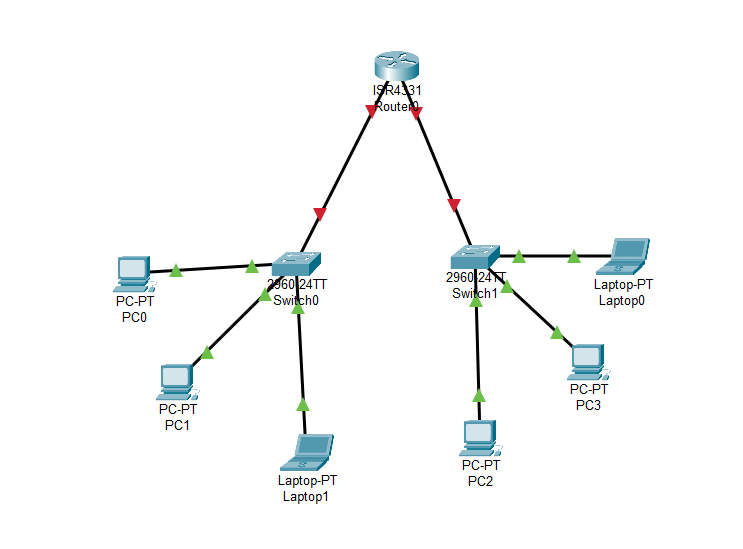 ISR4331
Router0
2960-24TT
Switch0
2960-24TT
Switch1
PC-PT
PC0
Laptop-PT
Laptop0
PC-PT
PC1
PC-PT
PC3
Laptop-PT
Laptop1
PC-PT
PC2